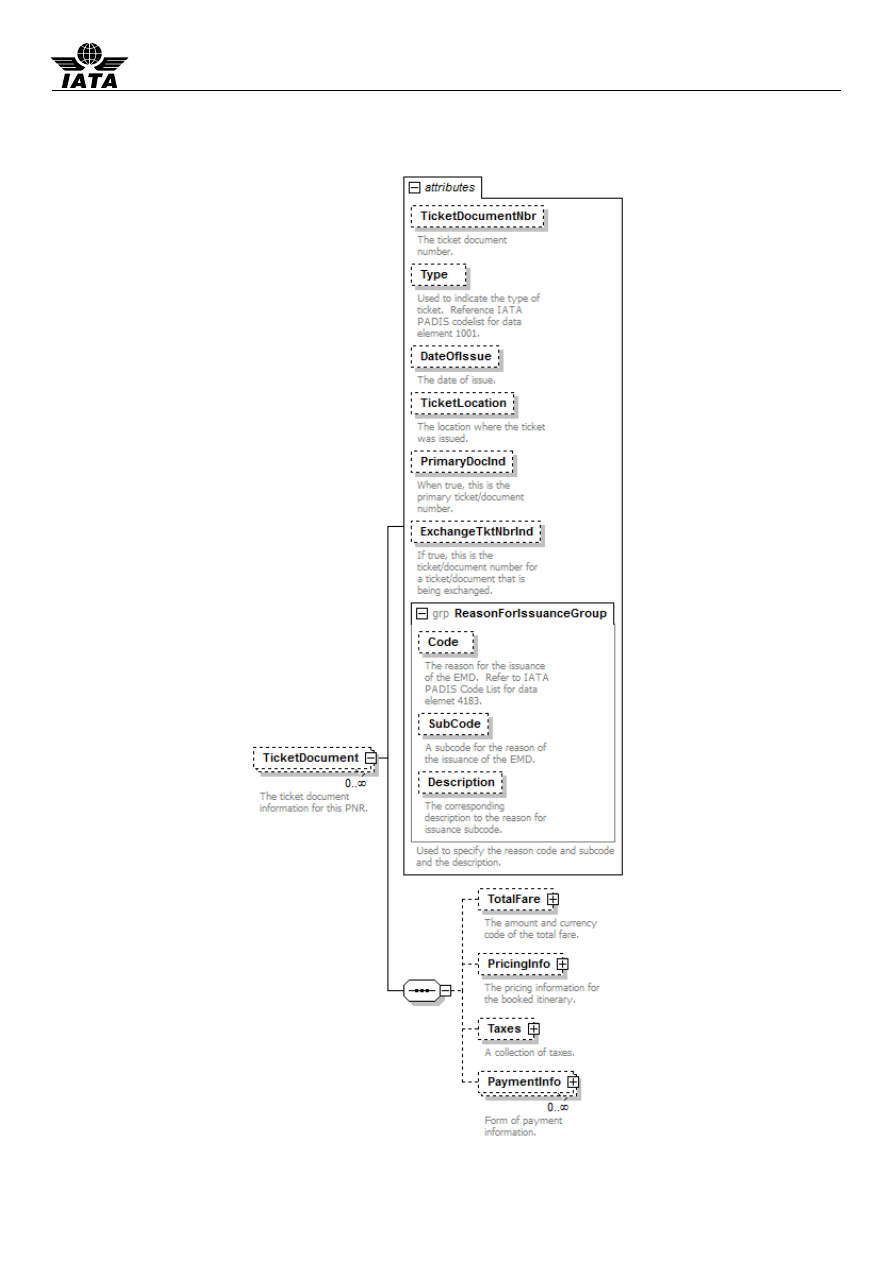 IATA
attributes
TicketDocumentNbr
The ticket document
number.
Type
Used to indicate the type of
ticket.  Reference IATA
PADIS codelist for data
element 1001.
DateOfIssue
The date of issue.
TicketLocation
The location where the ticket
was issued.
PrimaryDocInd
When true, this is the
primary ticket/document
number.
ExchangeTktNbrInd
If true, this is the
ticket/document number for
a ticket/document that is
being exchanged.
grp ReasonForIssuanceGroup
Code
The reason for the issuance
of the EMD.  Refer to IATA
PADIS Code List for data
elemet 4183.
SubCode
A subcode for the reason of
the issuance of the EMD.
Description
The corresponding
description to the reason for
issuance subcode.
Used to specify the reason code and subcode
and the description.
TicketDocument
0..∞
The ticket document
information for this PNR.
TotalFare
The amount and currency
code of the total fare.
PricingInfo
The pricing information for
the booked itinerary.
Taxes
A collection of taxes.
PaymentInfo
0..∞
Form of payment
information.